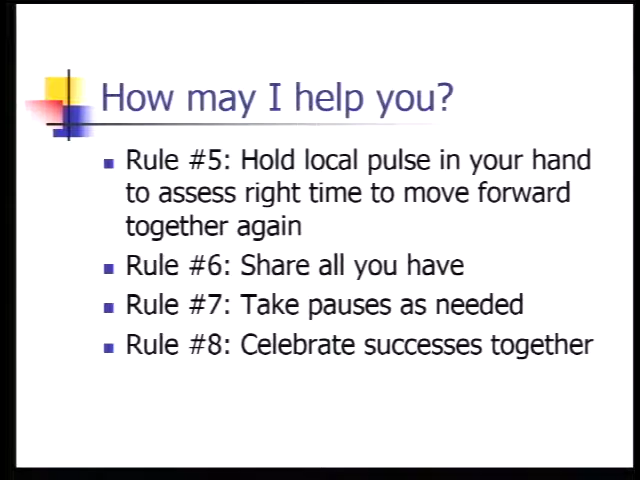 How may I help you?
Rule #5: Hold local pulse in your hand
to assess right time to move forward
together again
Rule #6: Share all you have
Rule #7: Take pauses as needed
Rule #8: Celebrate successes together